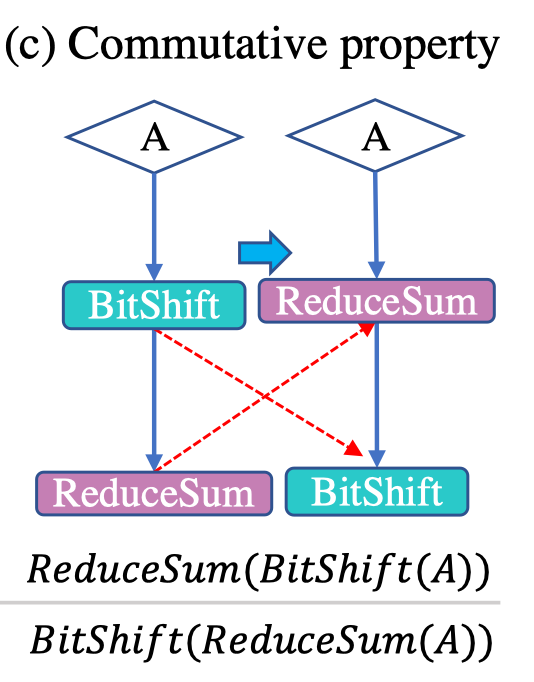 (c) Commutative property
A A
BitShift ReduceSum
ReduceSum BitShift
ReduceSum(BitShift(A))
BitShift(ReduceSum(A))